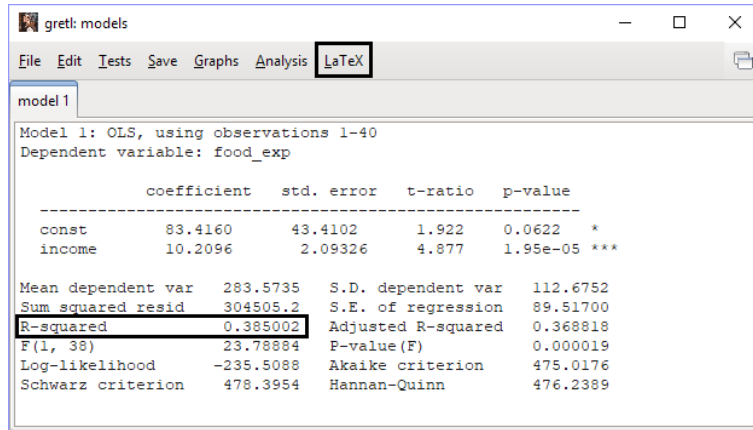 gretl: models
File Edit Tests Save Graphs Analysis LaTeX
model 1
Model 1: OLS, using observations 1-40
Dependent variable: food_exp
coefficient std. error t-ratio p-value
const 83.4160 43.4102 1.922 0.0622 *
income 10.2096 2.09326 4.877 1.95e-05 ***
Mean dependent var 283.5735 S.D. dependent var 112.6752
Sum squared resid 304505.2 S.E. of regression 89.51700
R-squared 0.385002 Adjusted R-squared 0.368818
F(1, 38) 23.78884 P-value(F) 0.000019
Log-likelihood -235.5088 Akaike criterion 475.0176
Schwarz criterion 478.3954 Hannan-Quinn 476.2389